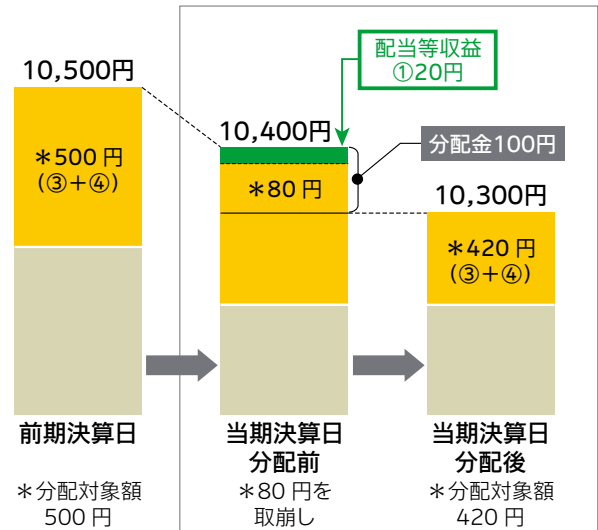 配当等収益
①20円
10,500円
10,400円
分配金100円
＊500 円
(③＋④)
＊80 円
10,300円
＊420 円
(③＋④)
前期決算日
当期決算日
分配前
当期決算日
分配後
＊分配対象額
500 円
＊80 円を
取崩し
＊分配対象額
420 円